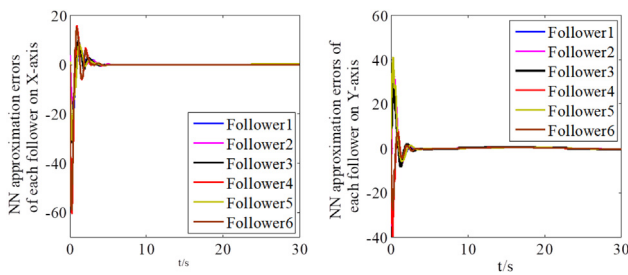 NN approximation errors
of each follower on X-axis
20
0
-20
-40
-60
0
10
20
30
t/s
Follower1
Follower2
Follower3
Follower4
Follower5
Follower6
NN approximation errors of
each follower on Y-axis
60
40
20
0
-20
-40
0
10
20
30
t/s
Follower1
Follower2
Follower3
Follower4
Follower5
Follower6